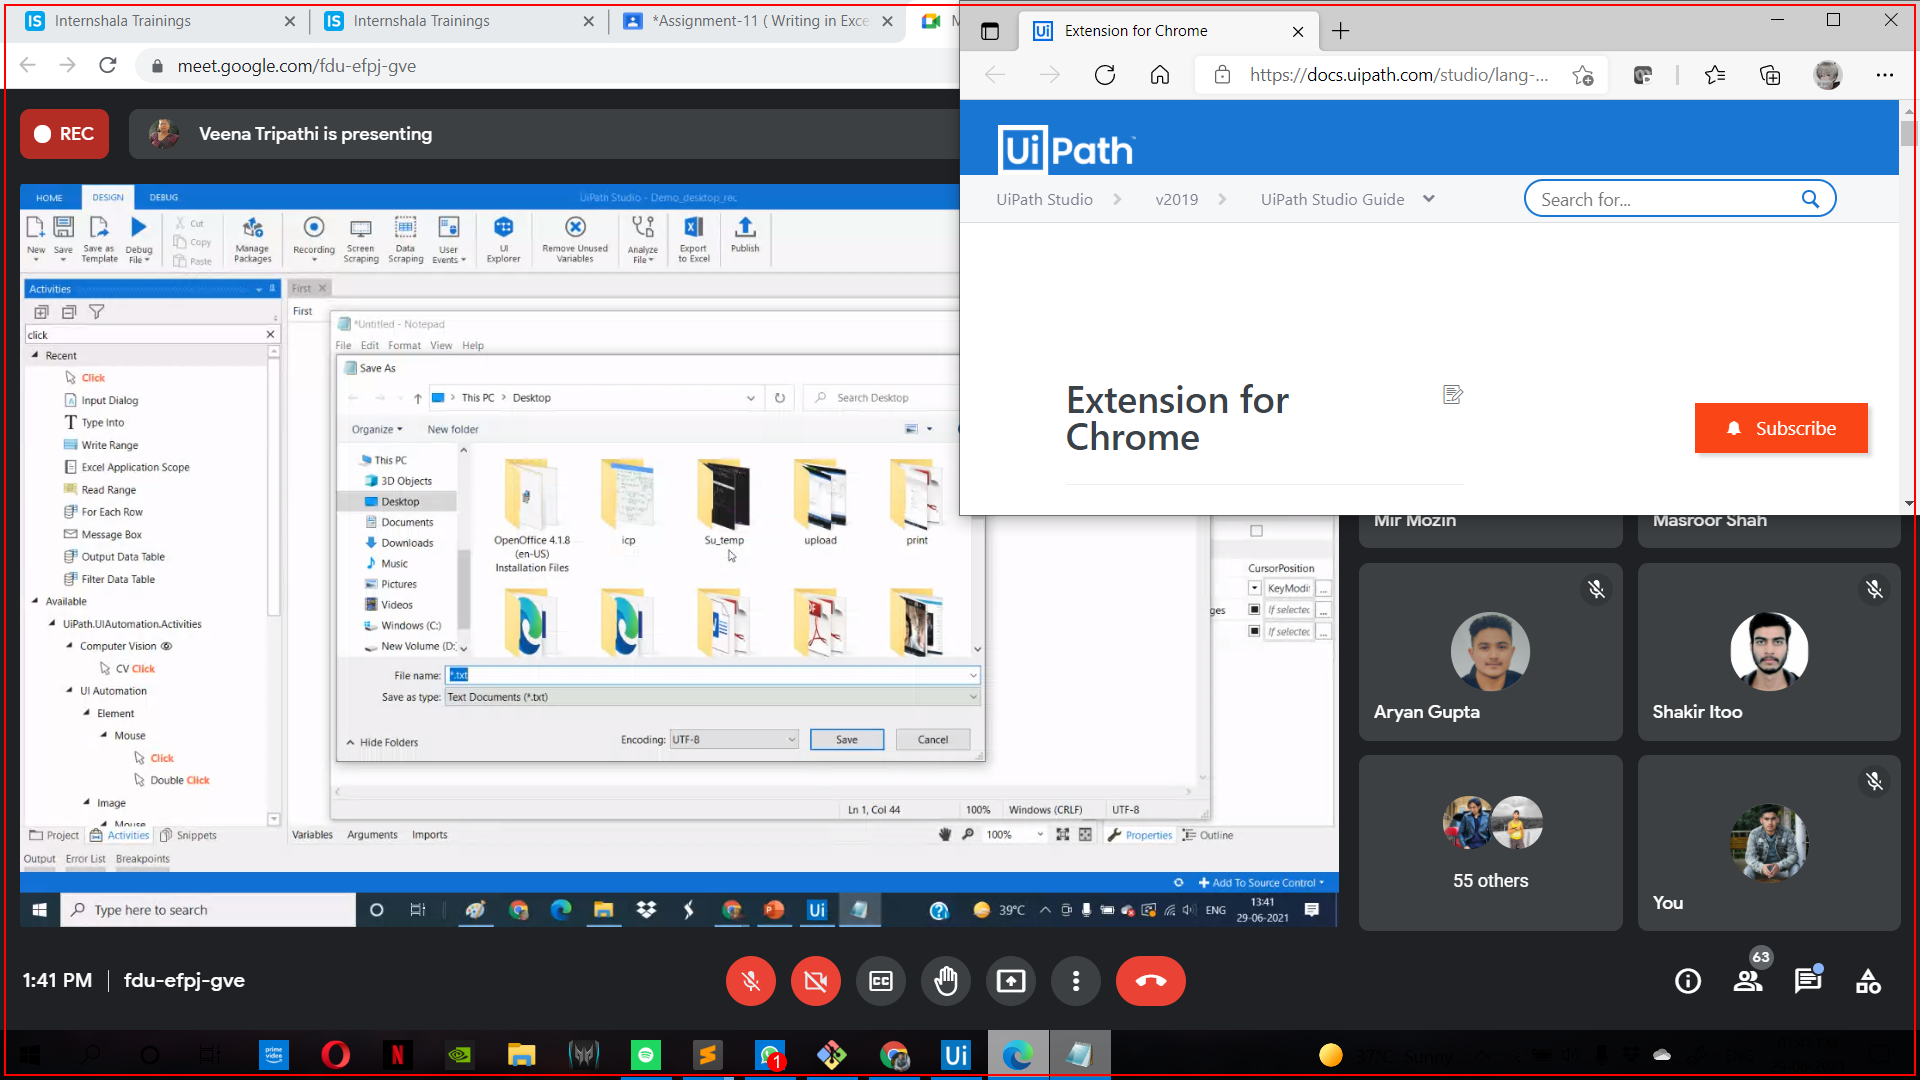 Internshala Trainings
Internshala Trainings
*Assignment-11 ( Writing in Exce
meet.google.com/fdu-efpj-gve
REC
Veena Tripathi is presenting
Extension for Chrome
https://docs.uipath.com/studio/lang-...
UiPath
UiPath Studio
v2019
UiPath Studio Guide
Search for...
Extension for
Chrome
Subscribe
HOME
DESIGN
DEBUG
UiPath Studio - Demo_desktop_rec
New
Save
Save as
Template
Debug
File
Cut
Copy
Paste
Manage
Packages
Recording
Screen
Scraping
Data
Scraping
User
Events
UI
Explorer
Remove Unused
Variables
Analyze
File
Export
to Excel
Publish
Activities
click
Recent
Click
Input Dialog
Type Into
Write Range
Excel Application Scope
Read Range
For Each Row
Message Box
Output Data Table
Filter Data Table
Available
UiPath.UIAutomation.Activities
Computer Vision
CV Click
UI Automation
Element
Mouse
Click
Double Click
Image
Mouse
Project
Activities
Snippets
Output
Error List
Breakpoints
First
First
*Untitled - Notepad
File
Edit
Format
View
Help
Save As
This PC
Desktop
Search Desktop
Organize
New folder
This PC
3D Objects
Desktop
Documents
Downloads
Music
Pictures
Videos
Windows (C:)
New Volume (D:)
OpenOffice 4.1.8
(en-US)
Installation Files
icp
Su_temp
upload
print
File name:
*.txt
Save as type:
Text Documents (*.txt)
Hide Folders
Encoding:
UTF-8
Save
Cancel
Ln 1, Col 44
100%
Windows (CRLF)
UTF-8
Variables
Arguments
Imports
100%
Properties
Outline
CursorPosition
KeyModi
ges
If selected
If selected
Add To Source Control
Type here to search
39°C
ENG
13:41
29-06-2021
Mir Mozin
Masroor Shah
Aryan Gupta
Shakir Itoo
55 others
You
1:41 PM
fdu-efpj-gve
63
prime
video
1
Ui
37°C Sunny